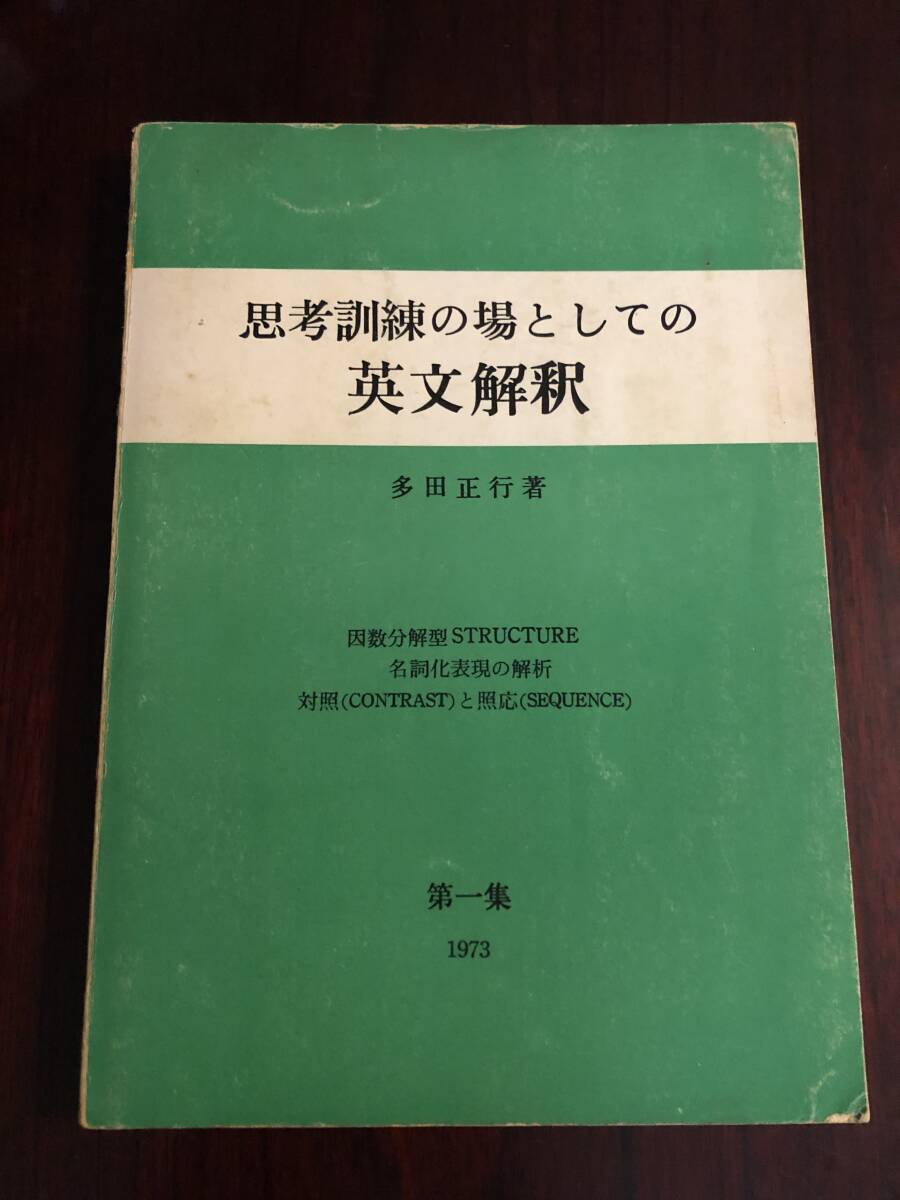 思考訓練の場としての
英文解釈
多田正行著
因数分解型STRUCTURE
名詞化表現の解析
対照(CONTRAST)と照応(SEQUENCE)
第一集
1973